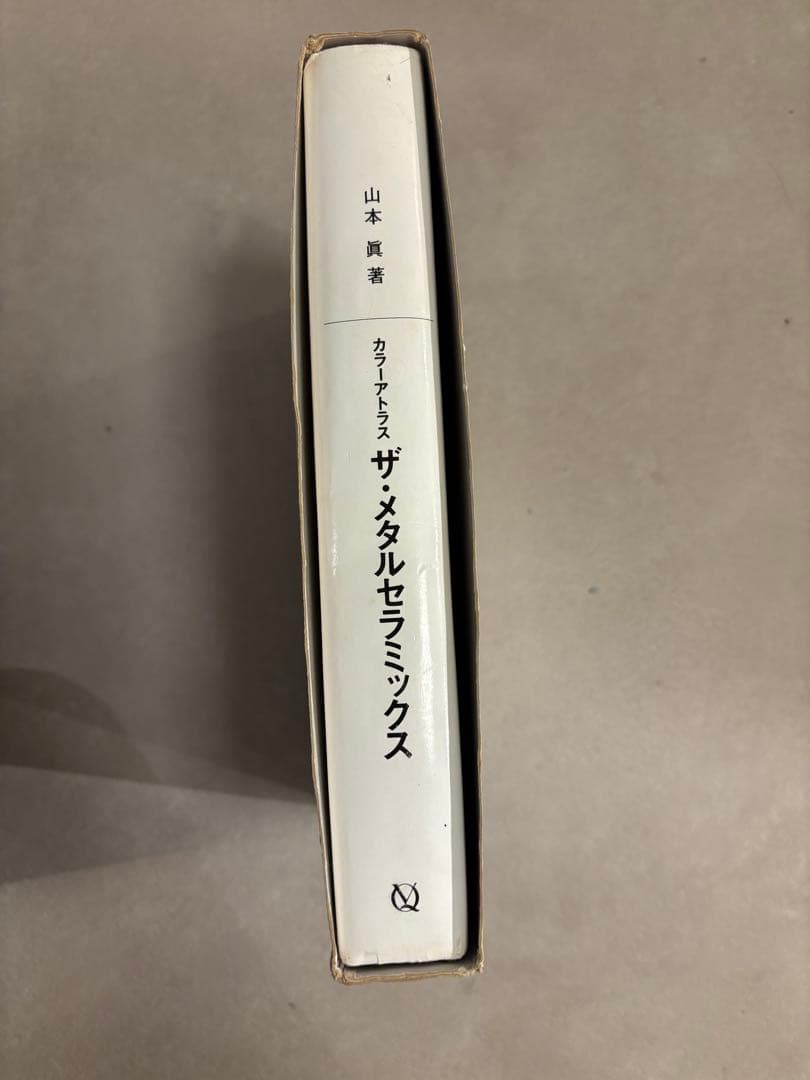 山本 眞 著
カラーアトラス
ザ・メタルセラミックス